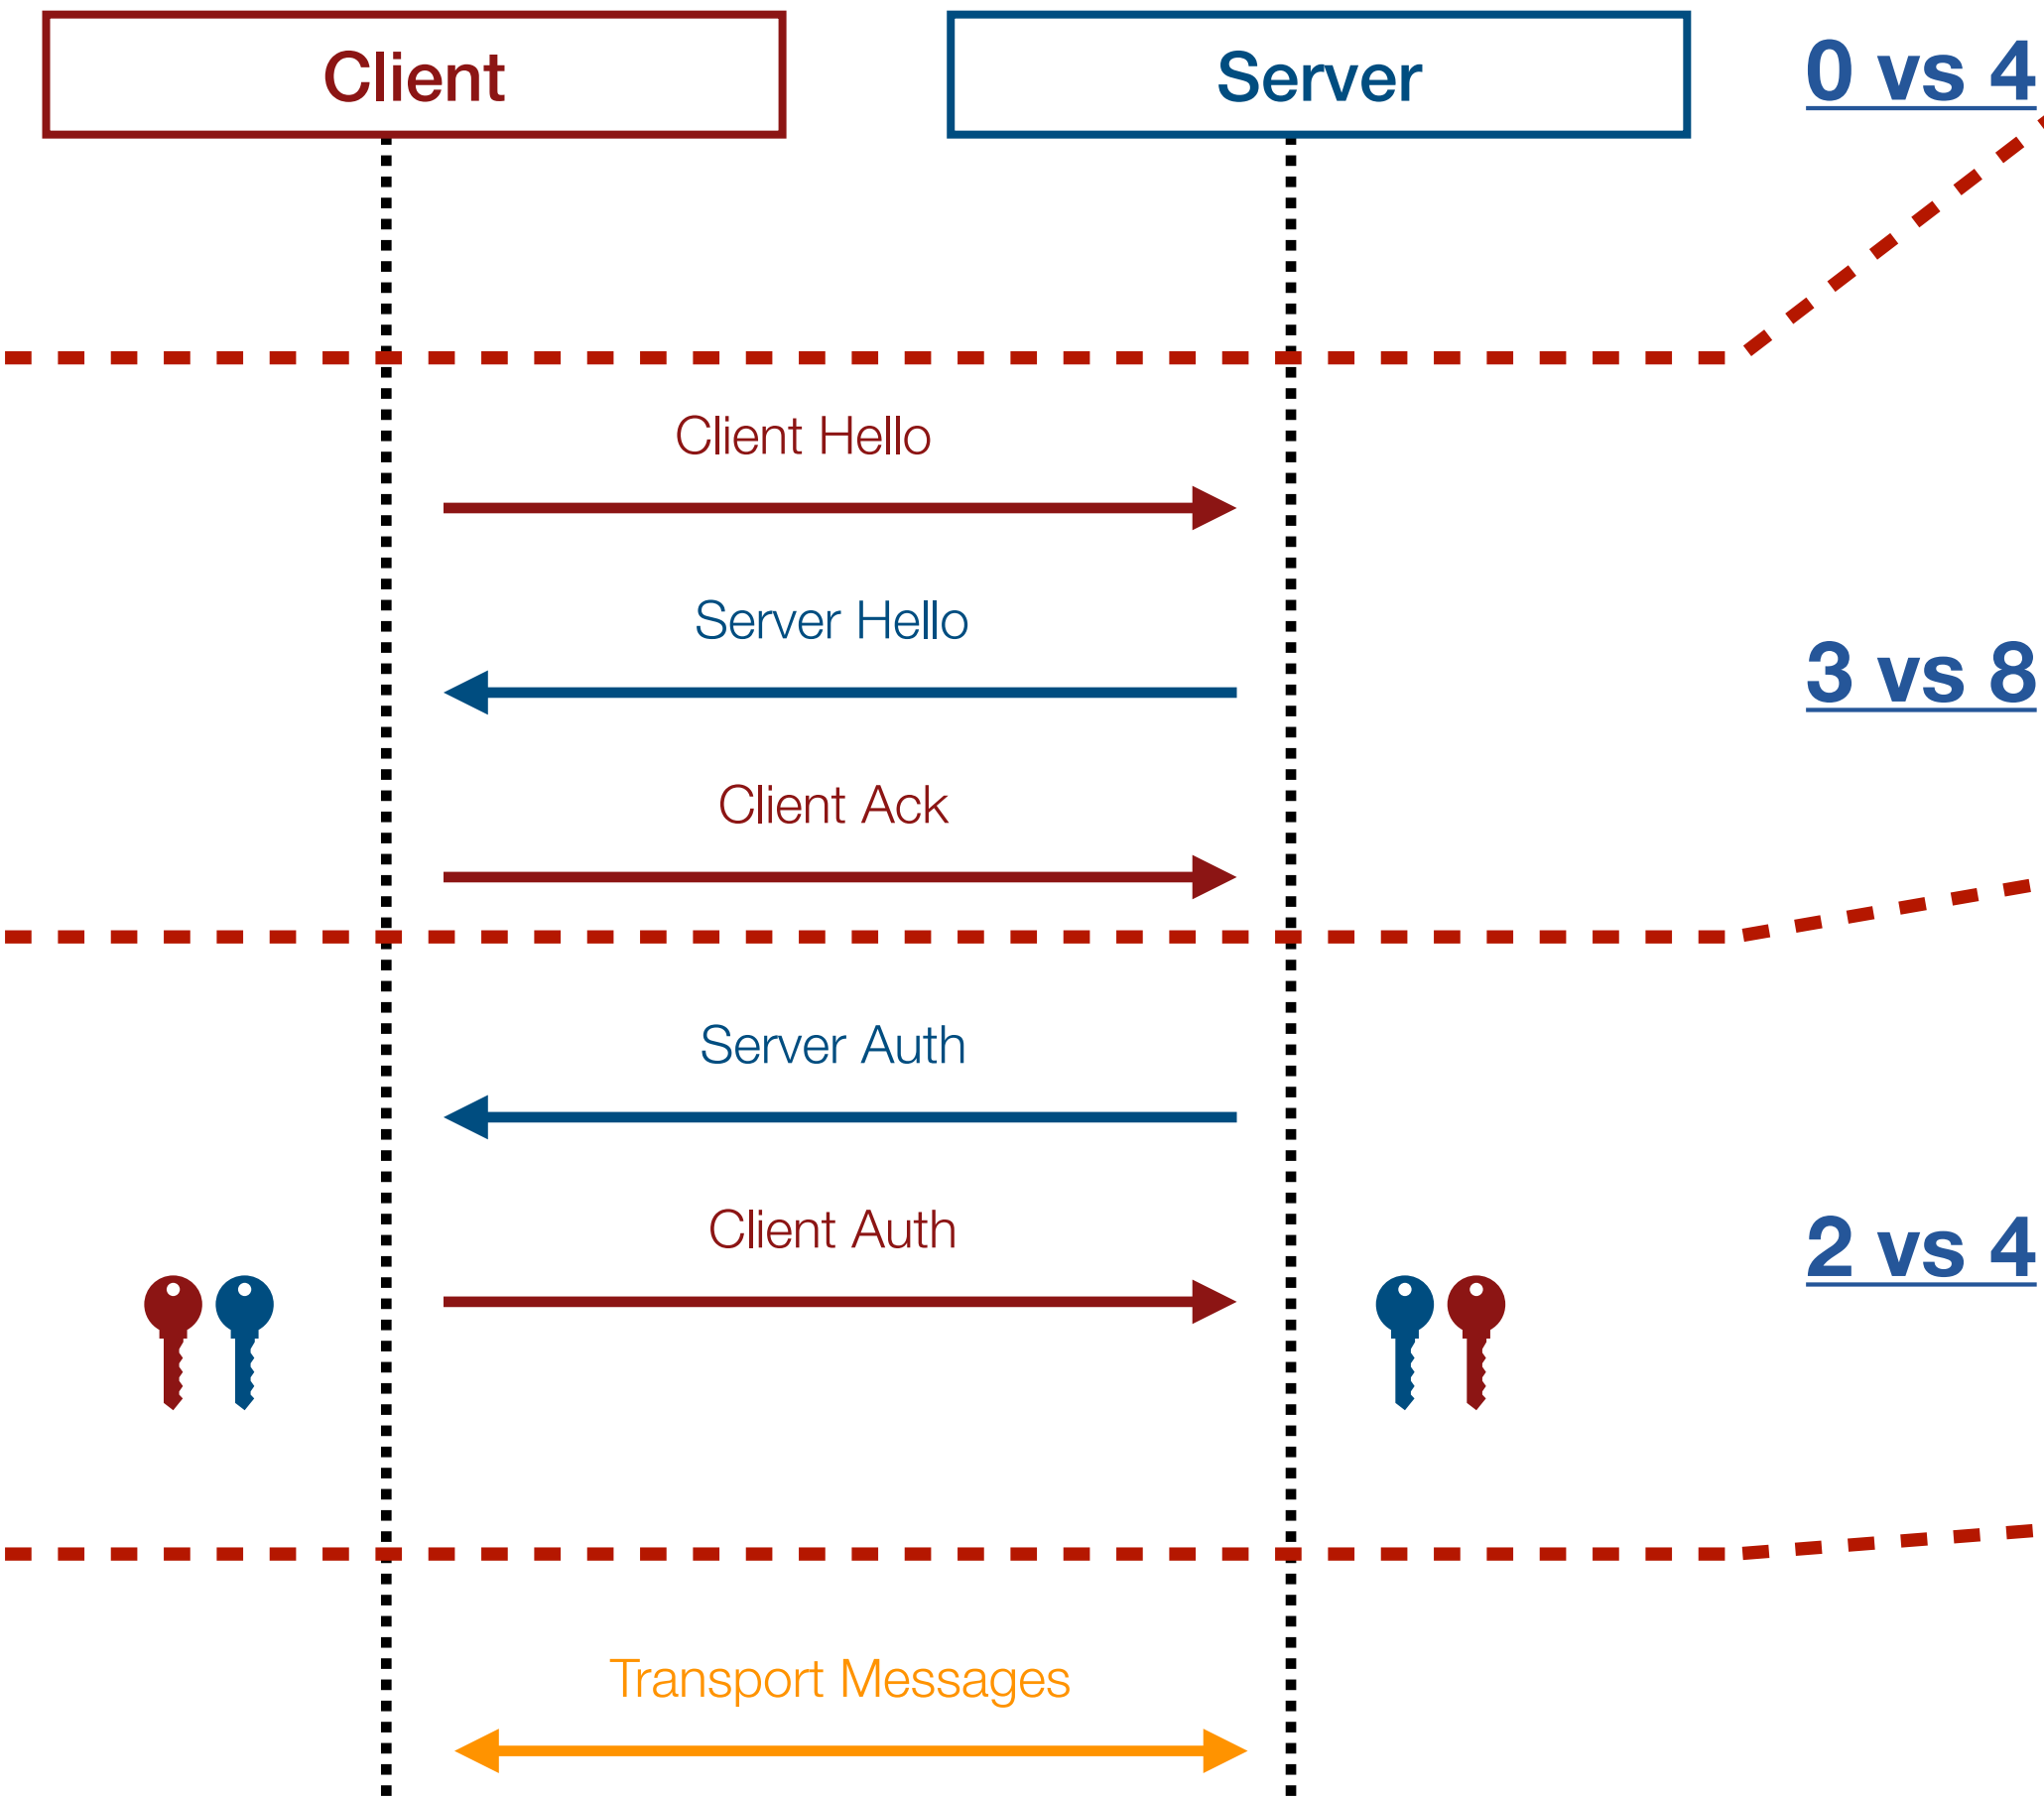 Client
Server
0 vs 4
Client Hello
Server Hello
3 vs 8
Client Ack
Server Auth
Client Auth
2 vs 4
Transport Messages